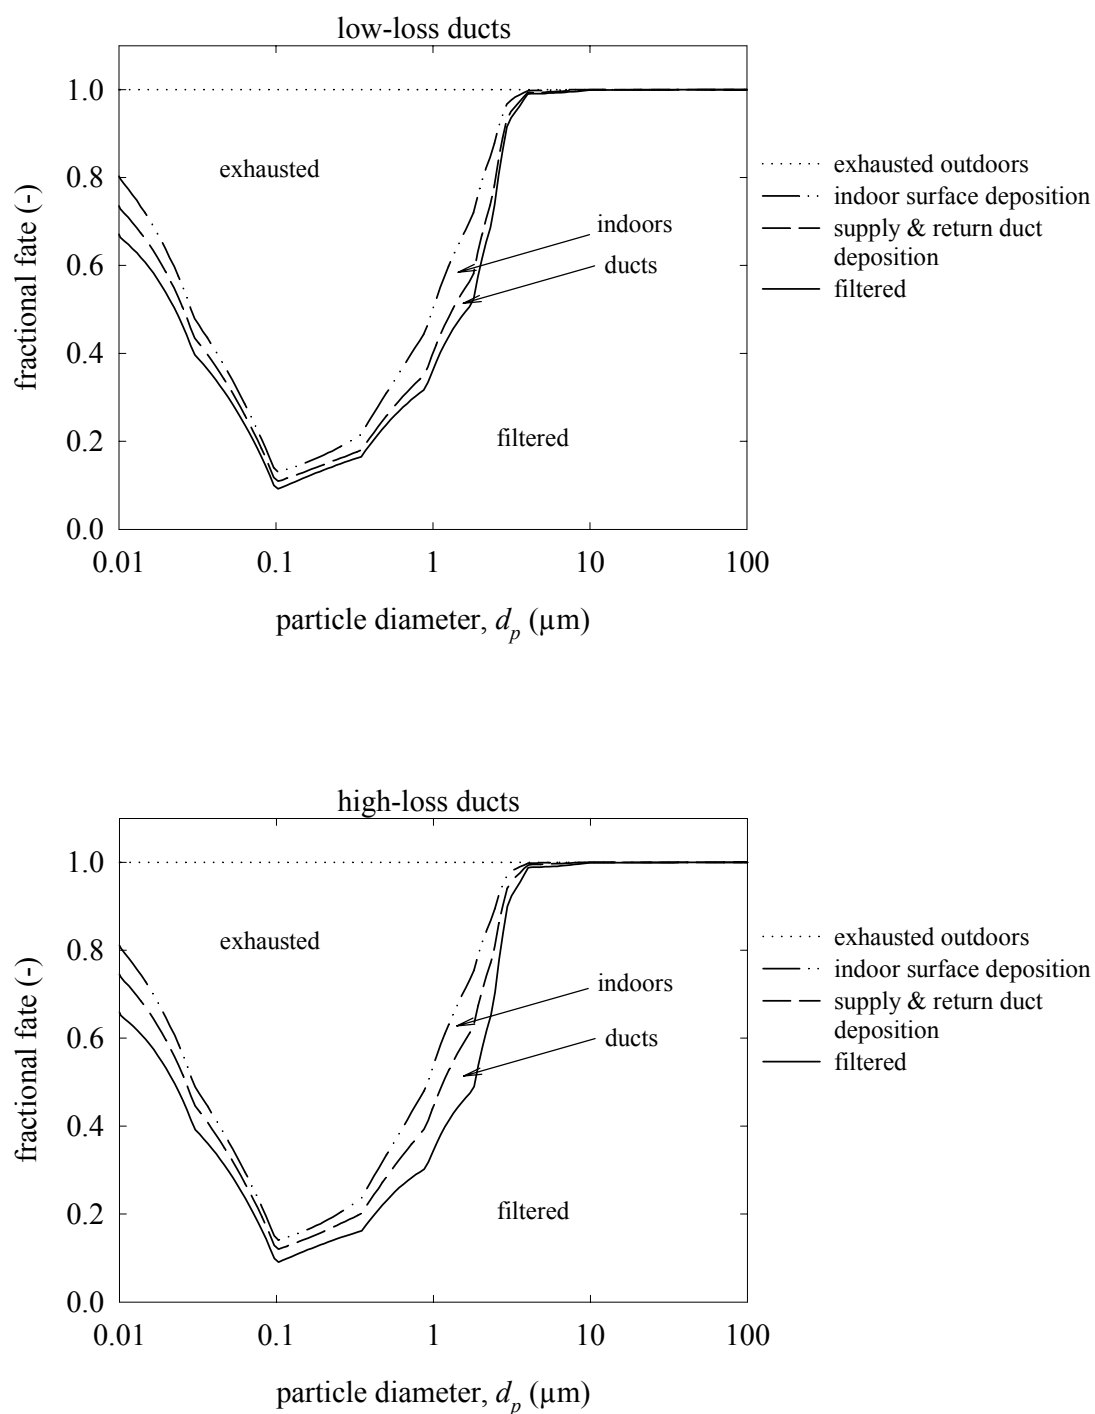 low-loss ducts
1.0
0.8
0.6
0.4
0.2
0.0
fractional fate (-)
exhausted
indoors
ducts
filtered
0.01 0.1 1 10 100
particle diameter, dp (µm)
exhausted outdoors
indoor surface deposition
supply & return duct
deposition
filtered
high-loss ducts
1.0
0.8
0.6
0.4
0.2
0.0
fractional fate (-)
exhausted
indoors
ducts
filtered
0.01 0.1 1 10 100
particle diameter, dp (µm)
exhausted outdoors
indoor surface deposition
supply & return duct
deposition
filtered